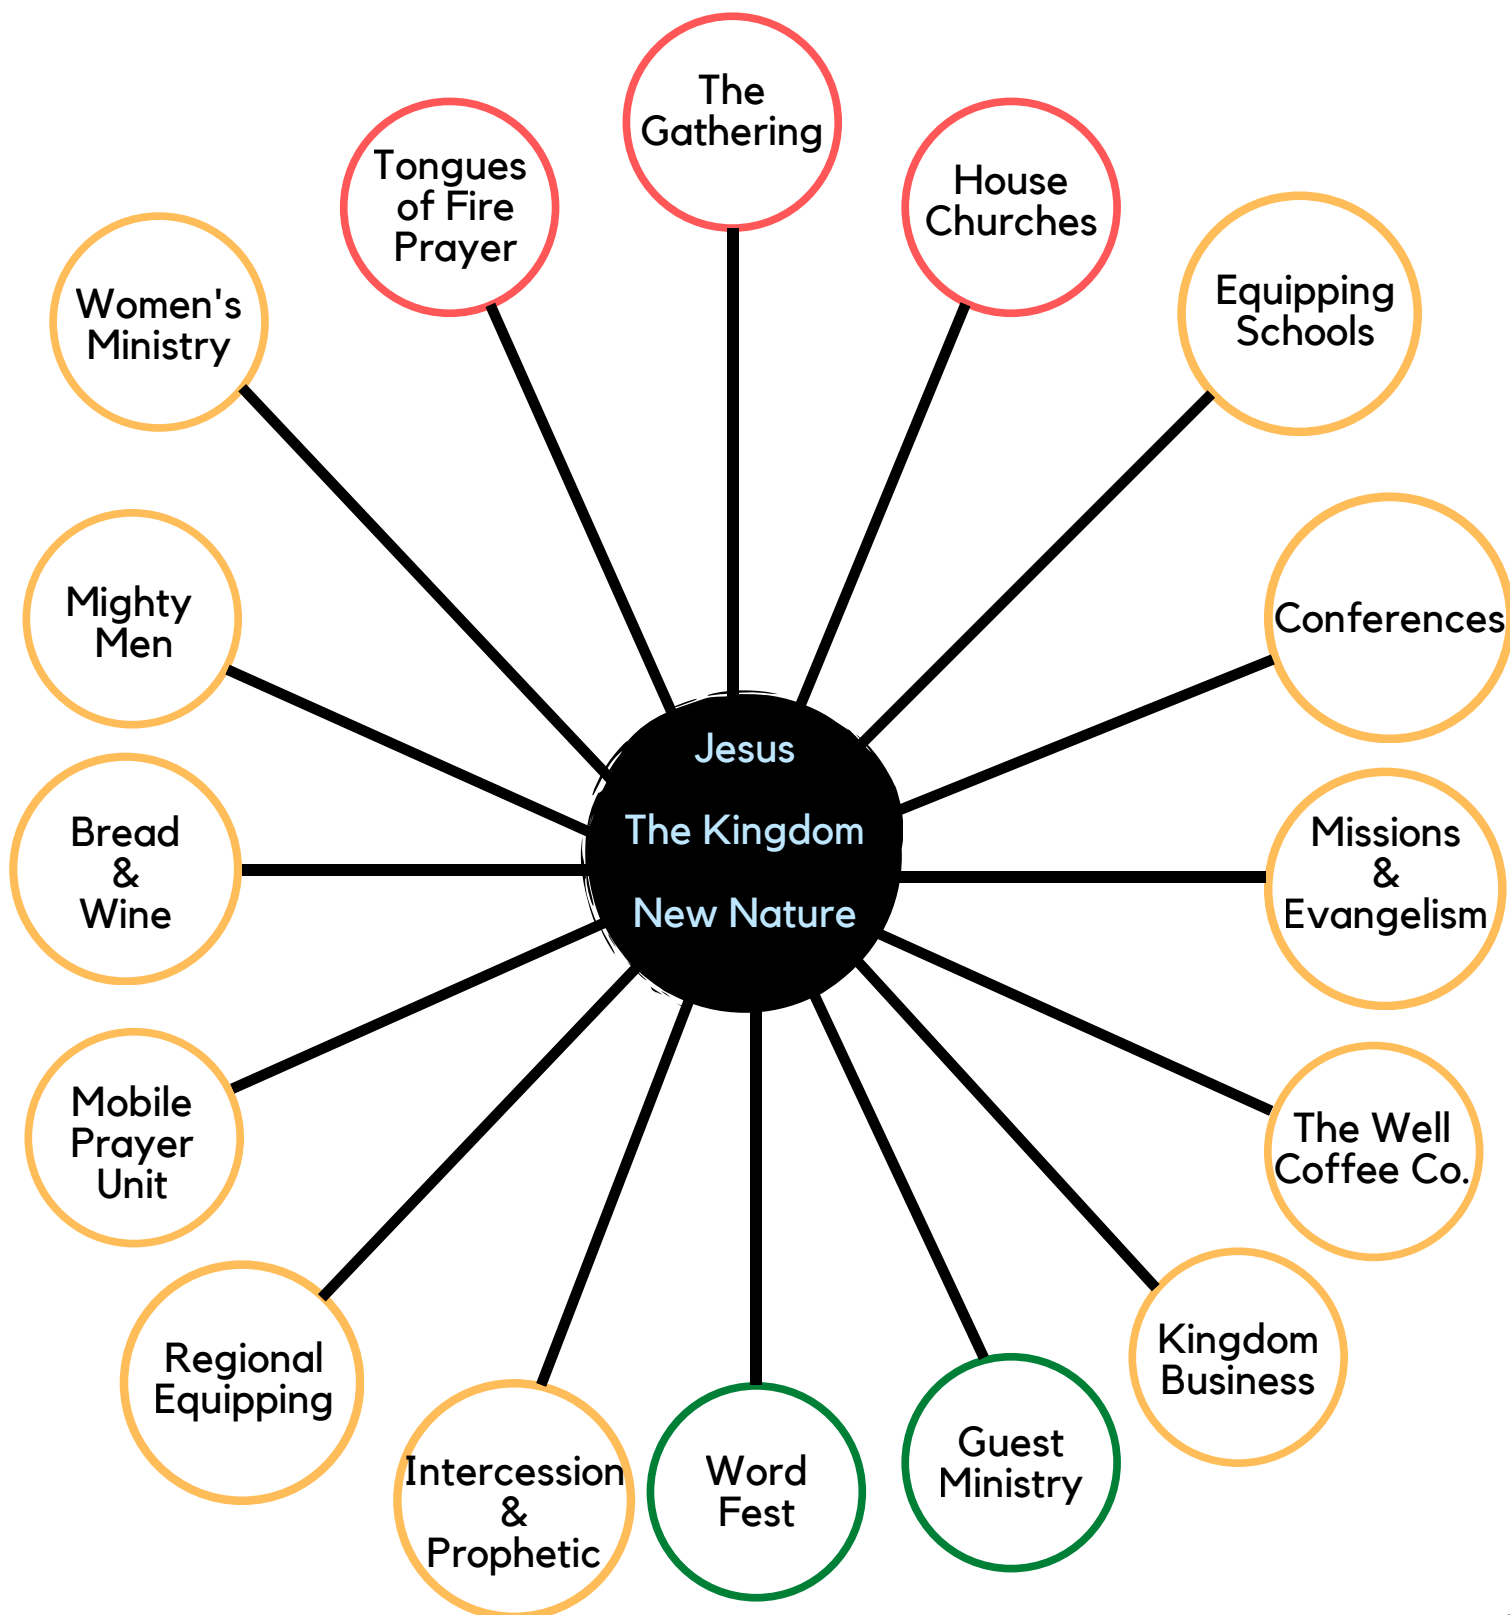 The
Gathering
House
Churches
Equipping
Schools
Conferences
Missions
&
Evangelism
The Well
Coffee Co.
Kingdom
Business
Guest
Ministry
Word
Fest
Intercession
&
Prophetic
Regional
Equipping
Mobile
Prayer
Unit
Bread
&
Wine
Mighty
Men
Women's
Ministry
Tongues
of Fire
Prayer
Jesus
The Kingdom
New Nature